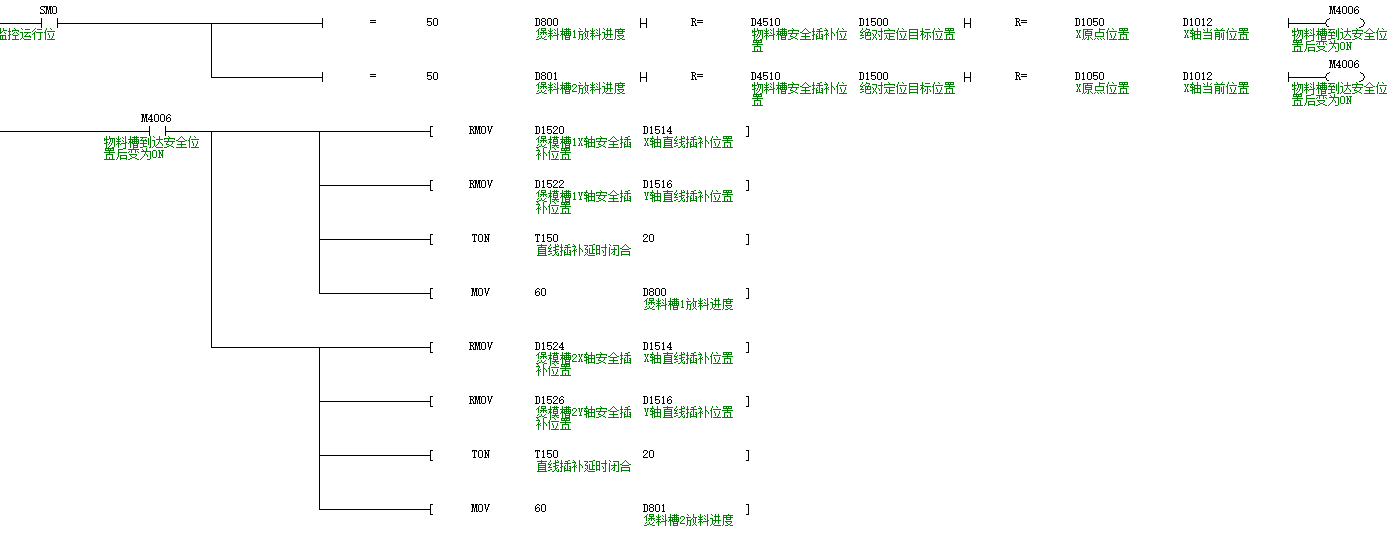 SM0
监控运行位
= 50 D800 R= D4510 D1500 R= D1050 D1012 M4006
煲料槽1放料进度 物料槽安全插补位 绝对定位目标位置 X原点位置 X轴当前位置 物料槽到达安全位
置 置后变为ON
= 50 D801 R= D4510 D1500 R= D1050 D1012 M4006
煲料槽2放料进度 物料槽安全插补位 绝对定位目标位置 X原点位置 X轴当前位置 物料槽到达安全位
置 置后变为ON
M4006
物料槽到达安全位
置后变为ON
[ RMOV D1520 D1514 ]
煲模槽1X轴安全插 X轴直线插补位置
补位置
[ RMOV D1522 D1516 ]
煲模槽1Y轴安全插 Y轴直线插补位置
补位置
[ TON T150 20 ]
直线插补延时闭合
[ MOV 60 D800 ]
煲料槽1放料进度
[ RMOV D1524 D1514 ]
煲模槽2X轴安全插 X轴直线插补位置
补位置
[ RMOV D1526 D1516 ]
煲模槽2Y轴安全插 Y轴直线插补位置
补位置
[ TON T150 20 ]
直线插补延时闭合
[ MOV 60 D801 ]
煲料槽2放料进度